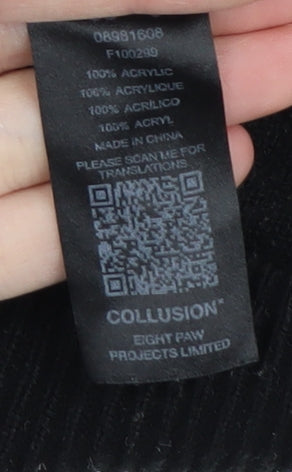 08981608
F100299
100% ACRYLIC
100% ACRYLIQUE
100% ACRÍLICO
100% ACRYL
MADE IN CHINA
PLEASE SCAN ME FOR
TRANSLATIONS
COLLUSION™
EIGHT PAW
PROJECTS LIMITED